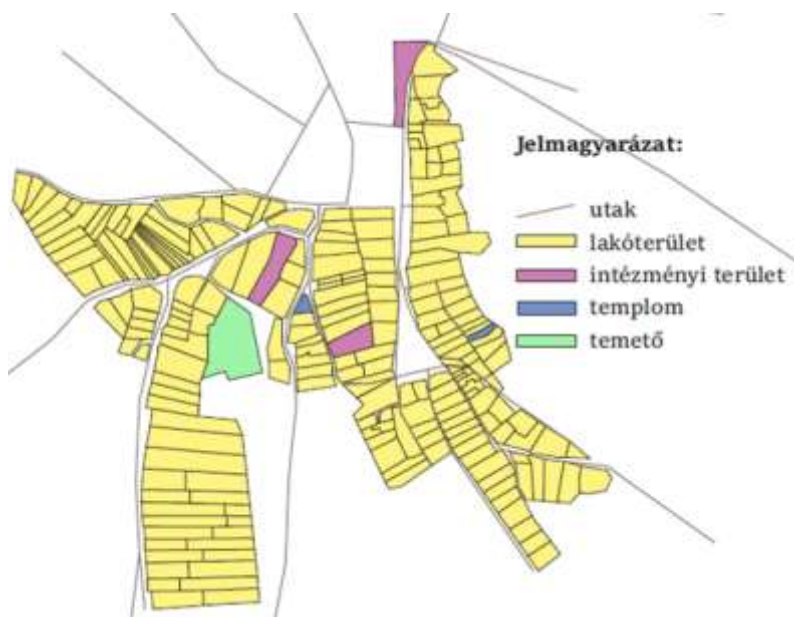 Jelmagyarázat:
utak
lakóterület
intézményi terület
templom
temető